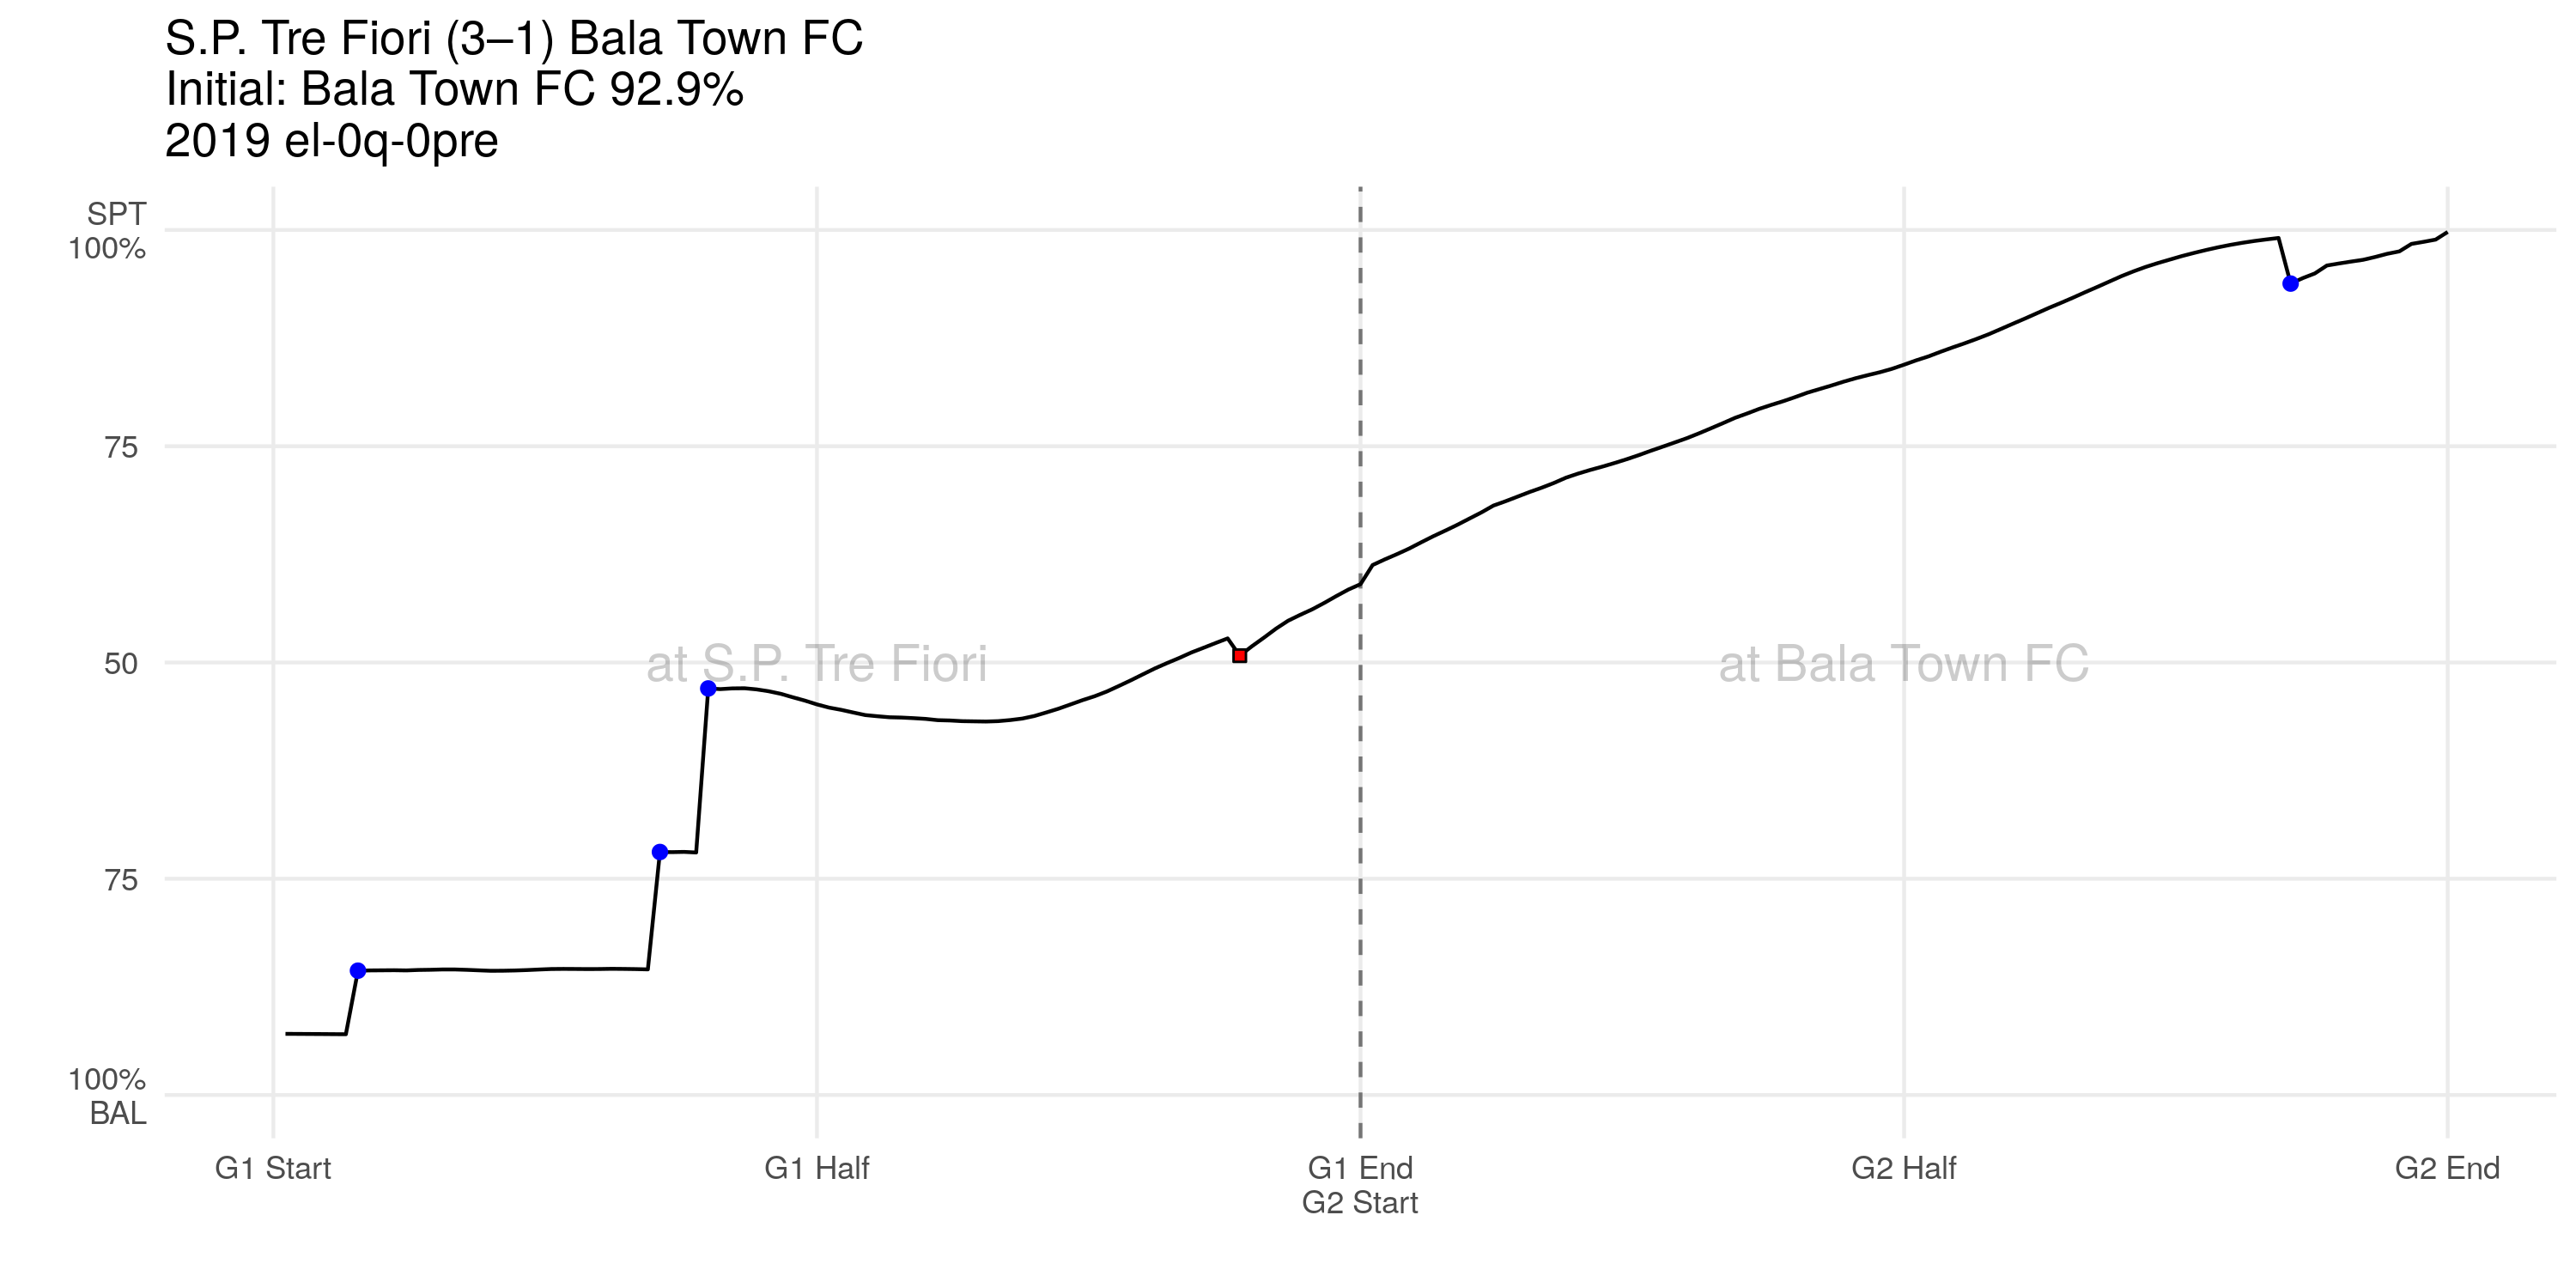 S.P. Tre Fiori (3–1) Bala Town FC
Initial: Bala Town FC 92.9%
2019 el-0q-0pre
SPT
100%
75
50
75
100%
BAL
at S.P. Tre Fiori
at Bala Town FC
G1 Start
G1 Half
G1 End
G2 Start
G2 Half
G2 End